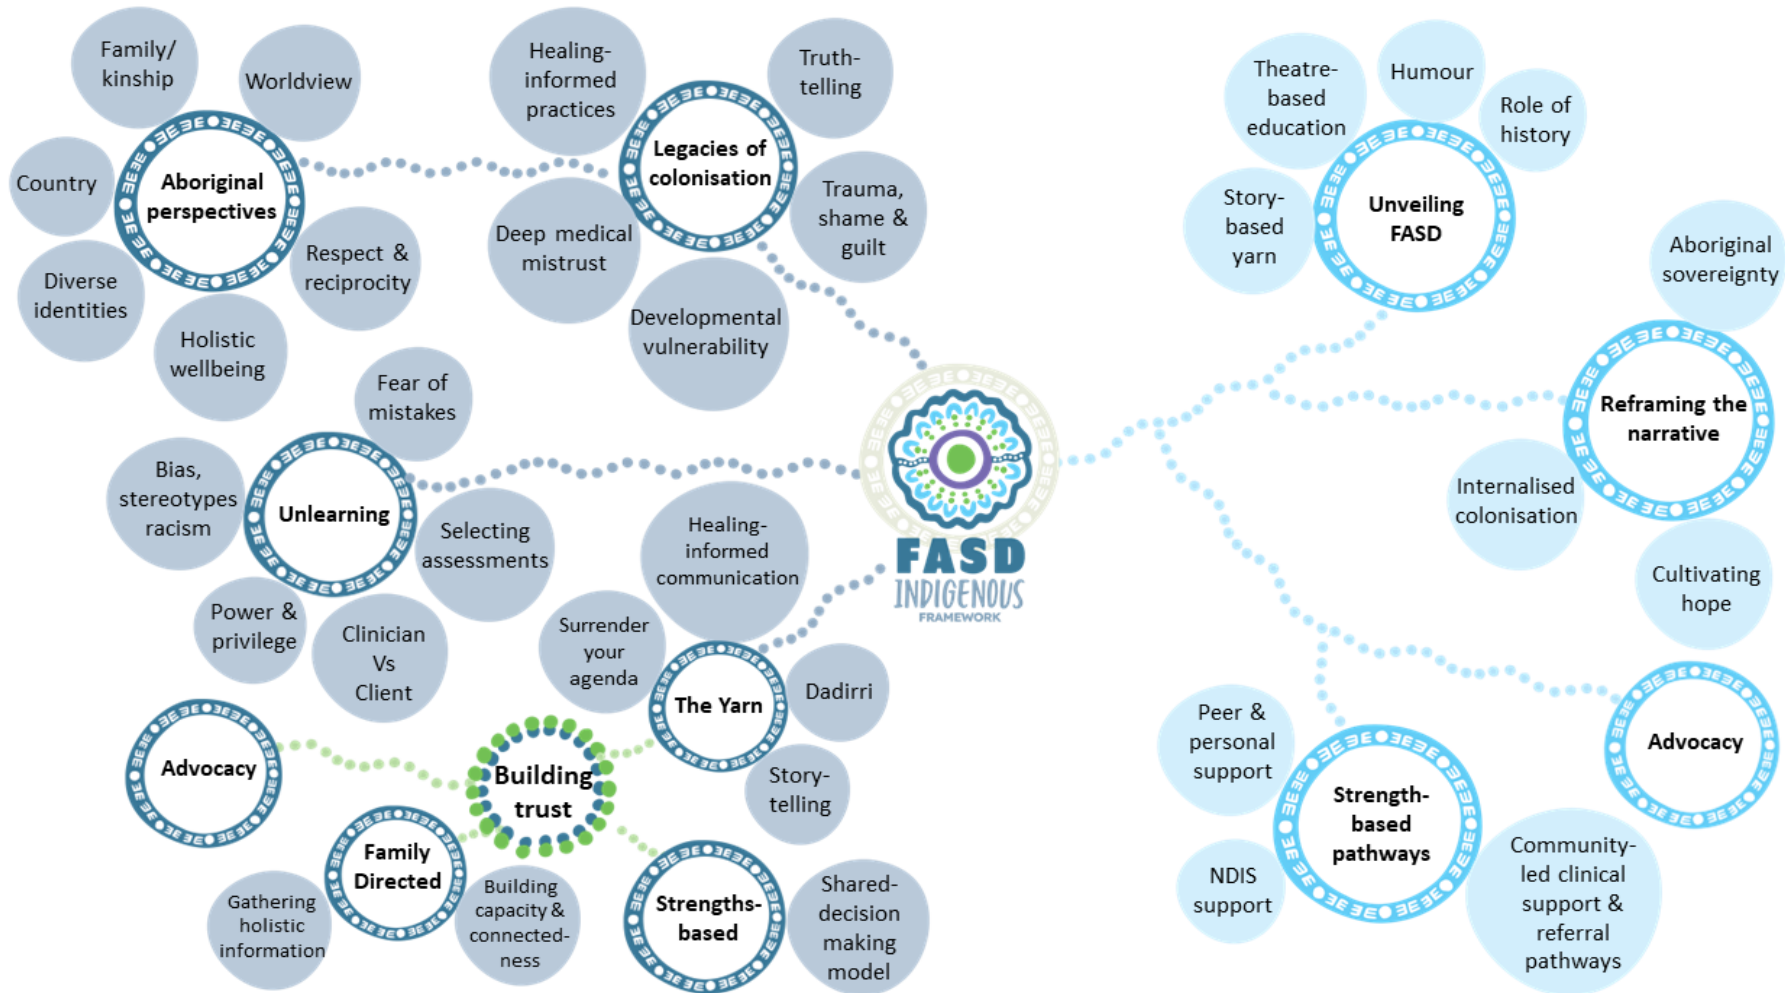 Family/
kinship
Worldview
Country
Aboriginal
perspectives
Diverse
identities
Holistic
wellbeing
Respect &
reciprocity
Healing-
informed
practices
Truth-
telling
Legacies of
colonisation
Deep medical
mistrust
Trauma,
shame &
guilt
Developmental
vulnerability
Fear of
mistakes
Bias,
stereotypes
racism
Unlearning
Selecting
assessments
Power &
privilege
Clinician
Vs
Client
Healing-
informed
communication
Surrender
your
agenda
The Yarn
Dadirri
Story-
telling
Advocacy
Building
trust
Family
Directed
Gathering
holistic
information
Building
capacity &
connected-
ness
Strengths-
based
Shared-
decision
making
model
FASD
INDIGENOUS
FRAMEWORK
Theatre-
based
education
Humour
Role of
history
Story-
based
yarn
Unveiling
FASD
Aboriginal
sovereignty
Reframing the
narrative
Internalised
colonisation
Cultivating
hope
Peer &
personal
support
Strength-
based
pathways
Advocacy
NDIS
support
Community-
led clinical
support &
referral
pathways